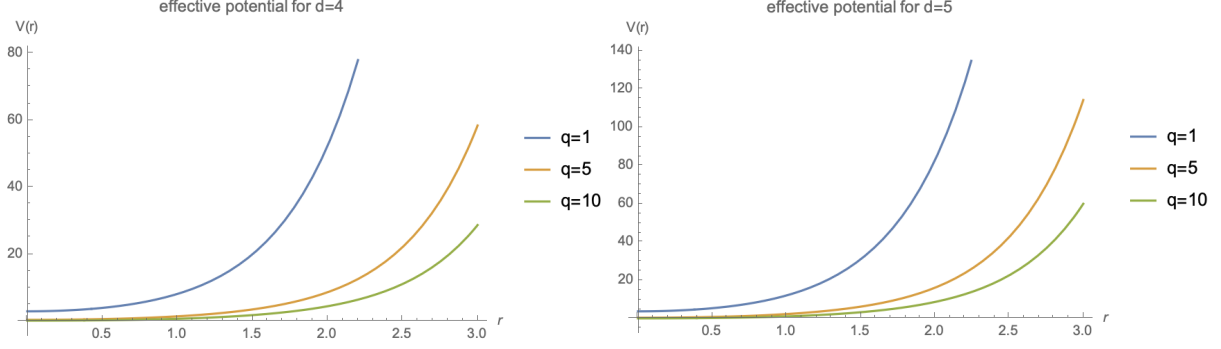 effective potential for d=4
V(r)
80
60
40
20
0.5
1.0
1.5
2.0
2.5
3.0
r
q=1
q=5
q=10
effective potential for d=5
V(r)
140
120
100
80
60
40
20
0.5
1.0
1.5
2.0
2.5
3.0
r
q=1
q=5
q=10